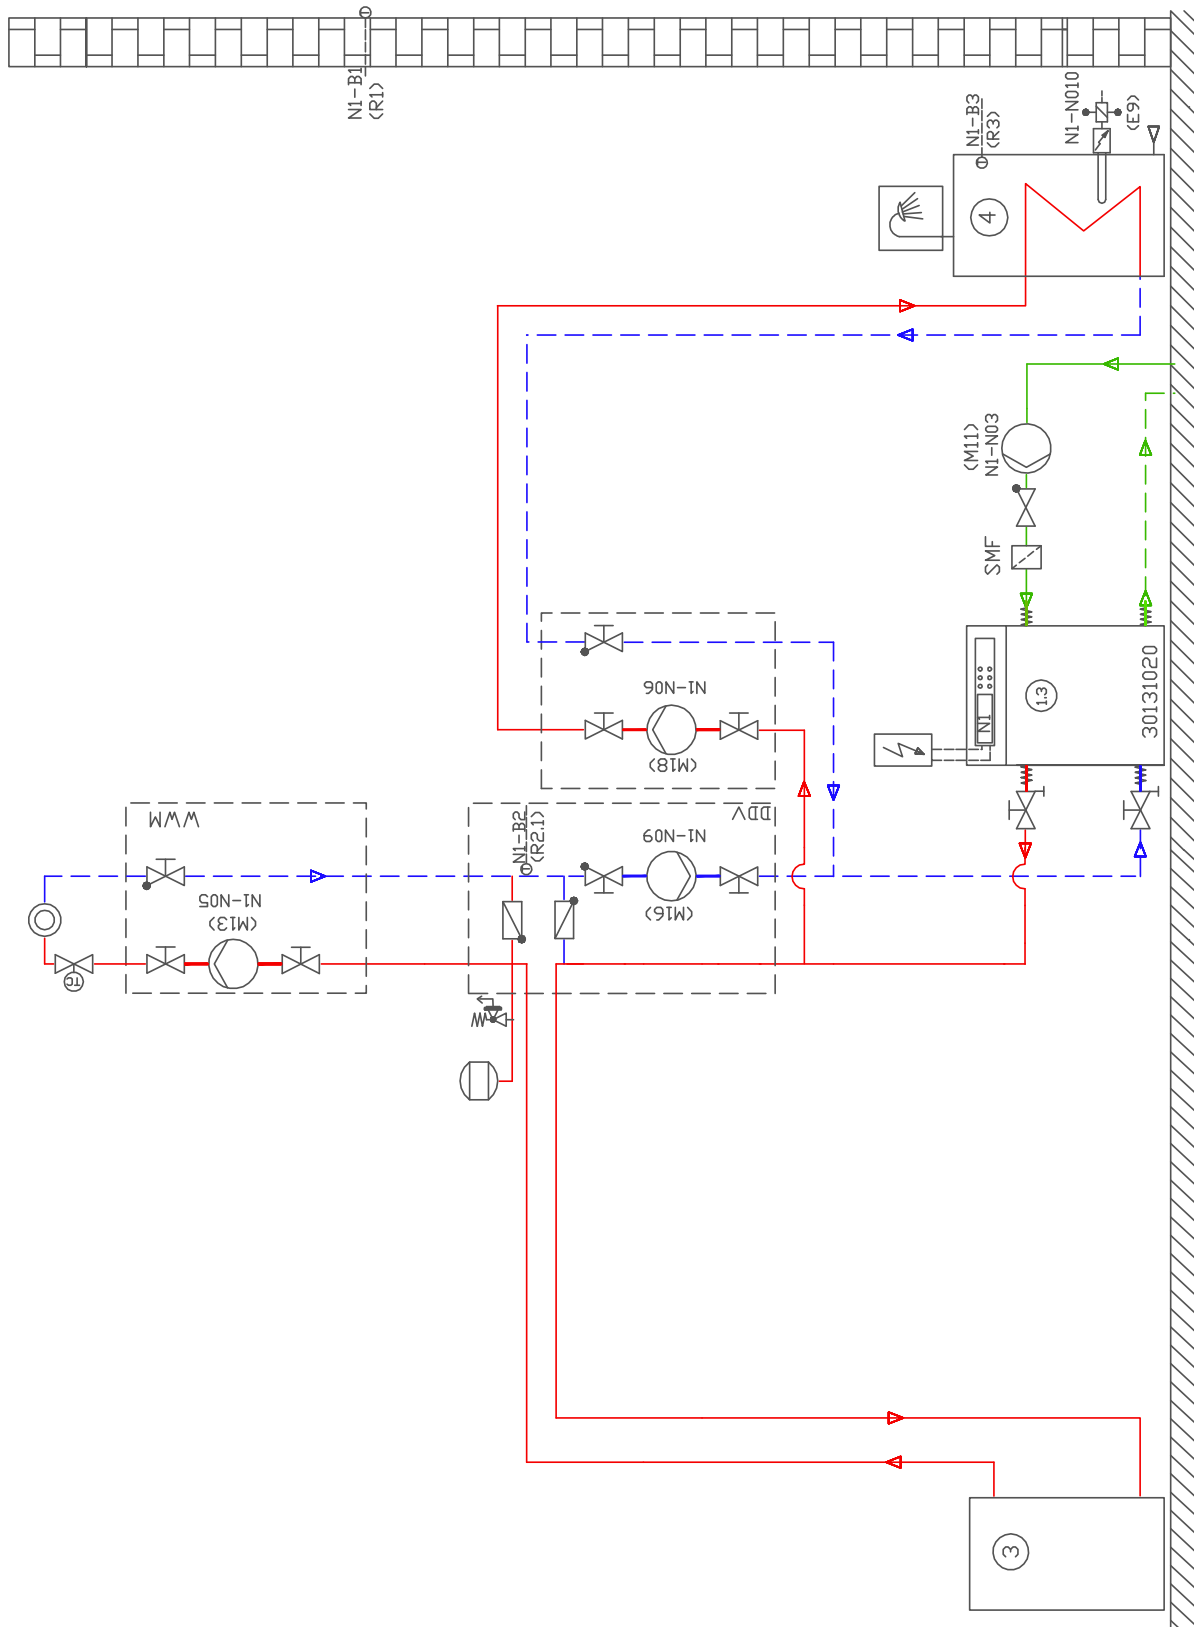 N1-B1
(R1)
N1-N010
(E9)
N1-B3
(R3)
4
(M11)
N1-N03
SMF
N1
1.3
30131020
N1-N06
(M18)
WWM
N1-N05
(M13)
TC
N1-B2
(R2.1)
DDV
N1-N09
(M16)
3